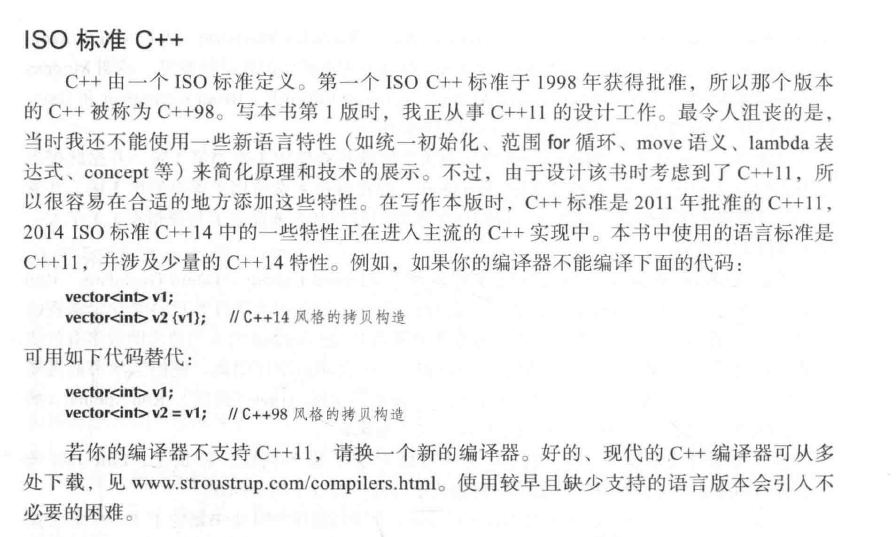 ISO 标准 C++
C++ 由一个 ISO 标准定义。第一个 ISO C++ 标准于 1998 年获得批准，所以那个版本
的 C++ 被称为 C++98。写本书第 1 版时，我正从事 C++11 的设计工作。最令人沮丧的是，
当时我还不能使用一些新语言特性（如统一初始化、范围 for 循环、move 语义、lambda 表
达式、concept 等）来简化原理和技术的展示。不过，由于设计该书时考虑到了 C++11，所
以很容易在合适的地方添加这些特性。在写作本版时，C++ 标准是 2011 年批准的 C++11，
2014 ISO 标准 C++14 中的一些特性正在进入主流的 C++ 实现中。本书中使用的语言标准是
C++11，并涉及少量的 C++14 特性。例如，如果你的编译器不能编译下面的代码：
vector<int> v1;
vector<int> v2 {v1}; // C++14 风格的拷贝构造
可用如下代码替代：
vector<int> v1;
vector<int> v2 = v1; // C++98 风格的拷贝构造
若你的编译器不支持 C++11，请换一个新的编译器。好的、现代的 C++ 编译器可从多
处下载，见 www.stroustrup.com/compilers.html。使用较早且缺少支持的语言版本会引入不
必要的困难。